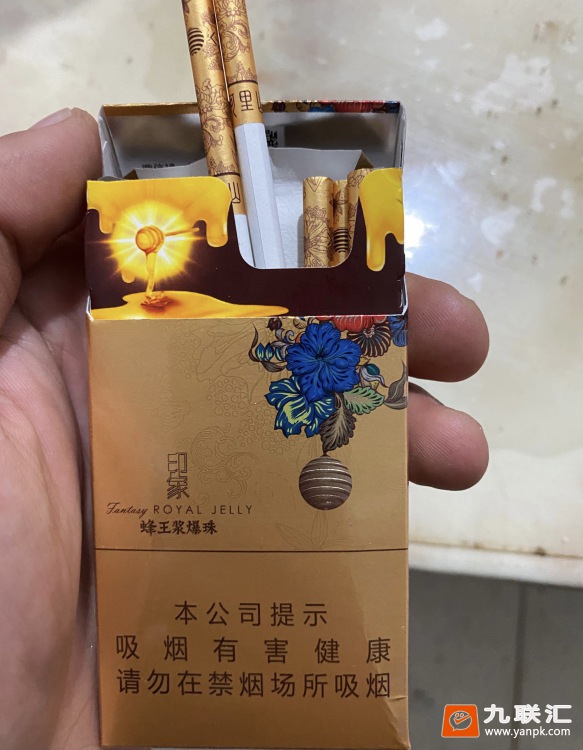 里
印
象
Fantasy ROYAL JELLY
蜂王浆爆珠
本公司提示
吸烟有害健康
请勿在禁烟场所吸烟
九联汇
www.yanpk.com